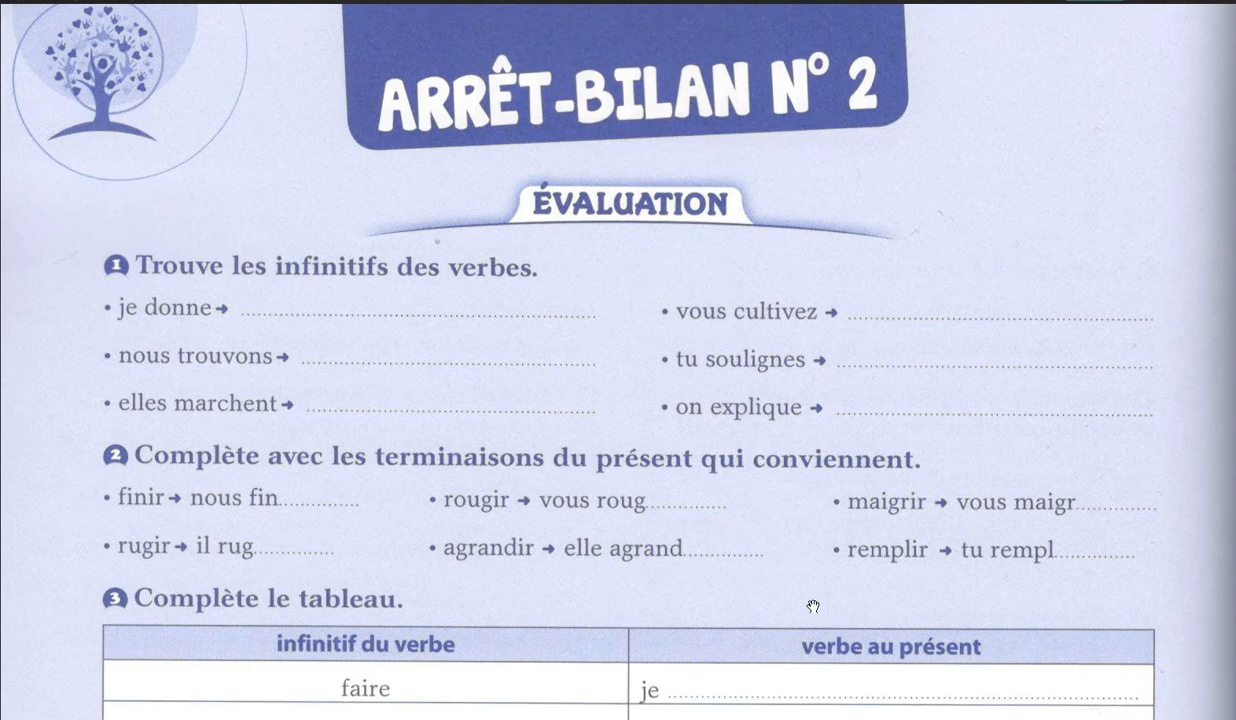 ARRÊT-BILAN N° 2
ÉVALUATION
1 Trouve les infinitifs des verbes.
• je donne → ........................
• vous cultivez → ........................
• nous trouvons → ........................
• tu soulignes → ........................
• elles marchent → ........................
• on explique → ........................
2 Complète avec les terminaisons du présent qui conviennent.
• finir → nous fin............... • rougir → vous roug............... • maigrir → vous maigr...............
• rugir → il rug............... • agrandir → elle agrand............... • remplir → tu rempl...............
3 Complète le tableau.
infinitif du verbe verbe au présent
faire je ........................